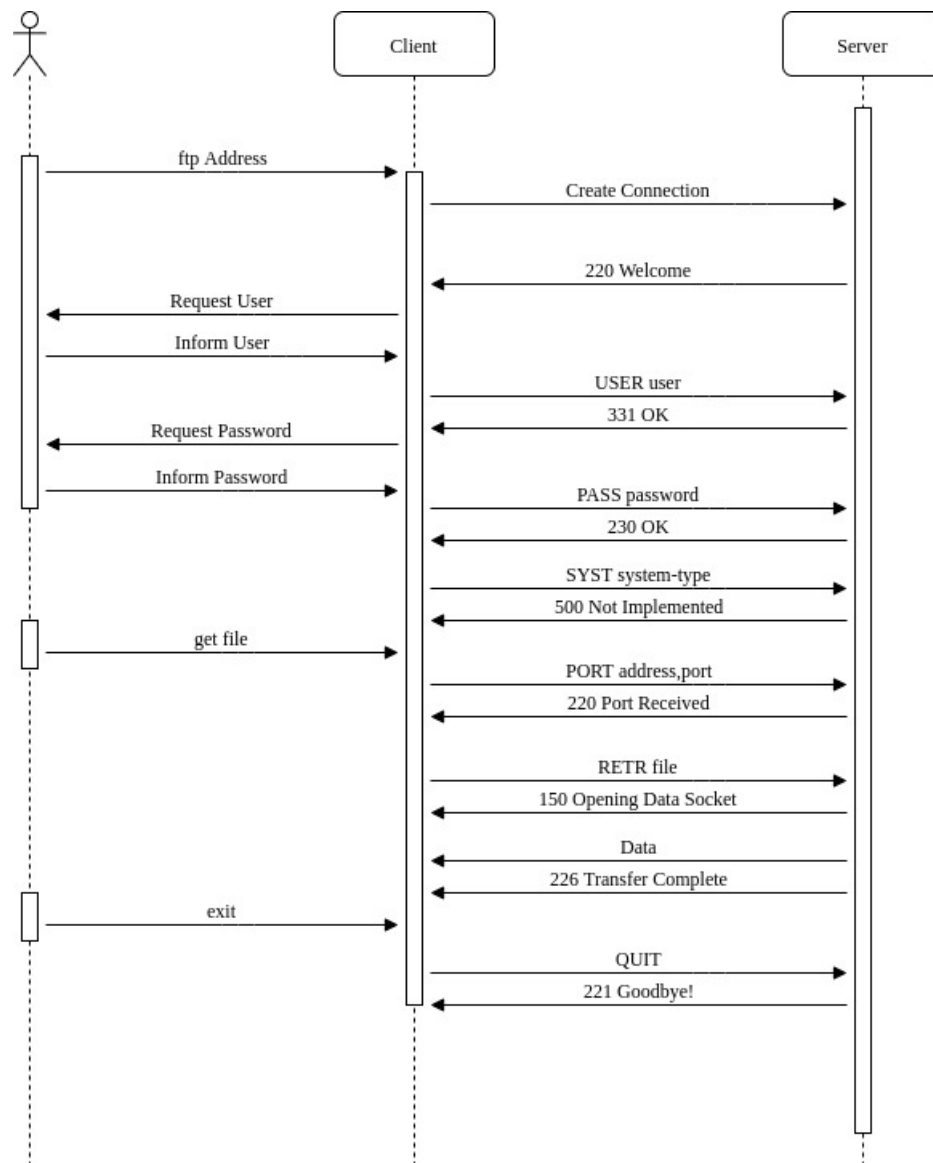 Client
Server
ftp Address
Create Connection
220 Welcome
Request User
Inform User
USER user
331 OK
Request Password
Inform Password
PASS password
230 OK
SYST system-type
500 Not Implemented
get file
PORT address,port
220 Port Received
RETR file
150 Opening Data Socket
Data
226 Transfer Complete
exit
QUIT
221 Goodbye!